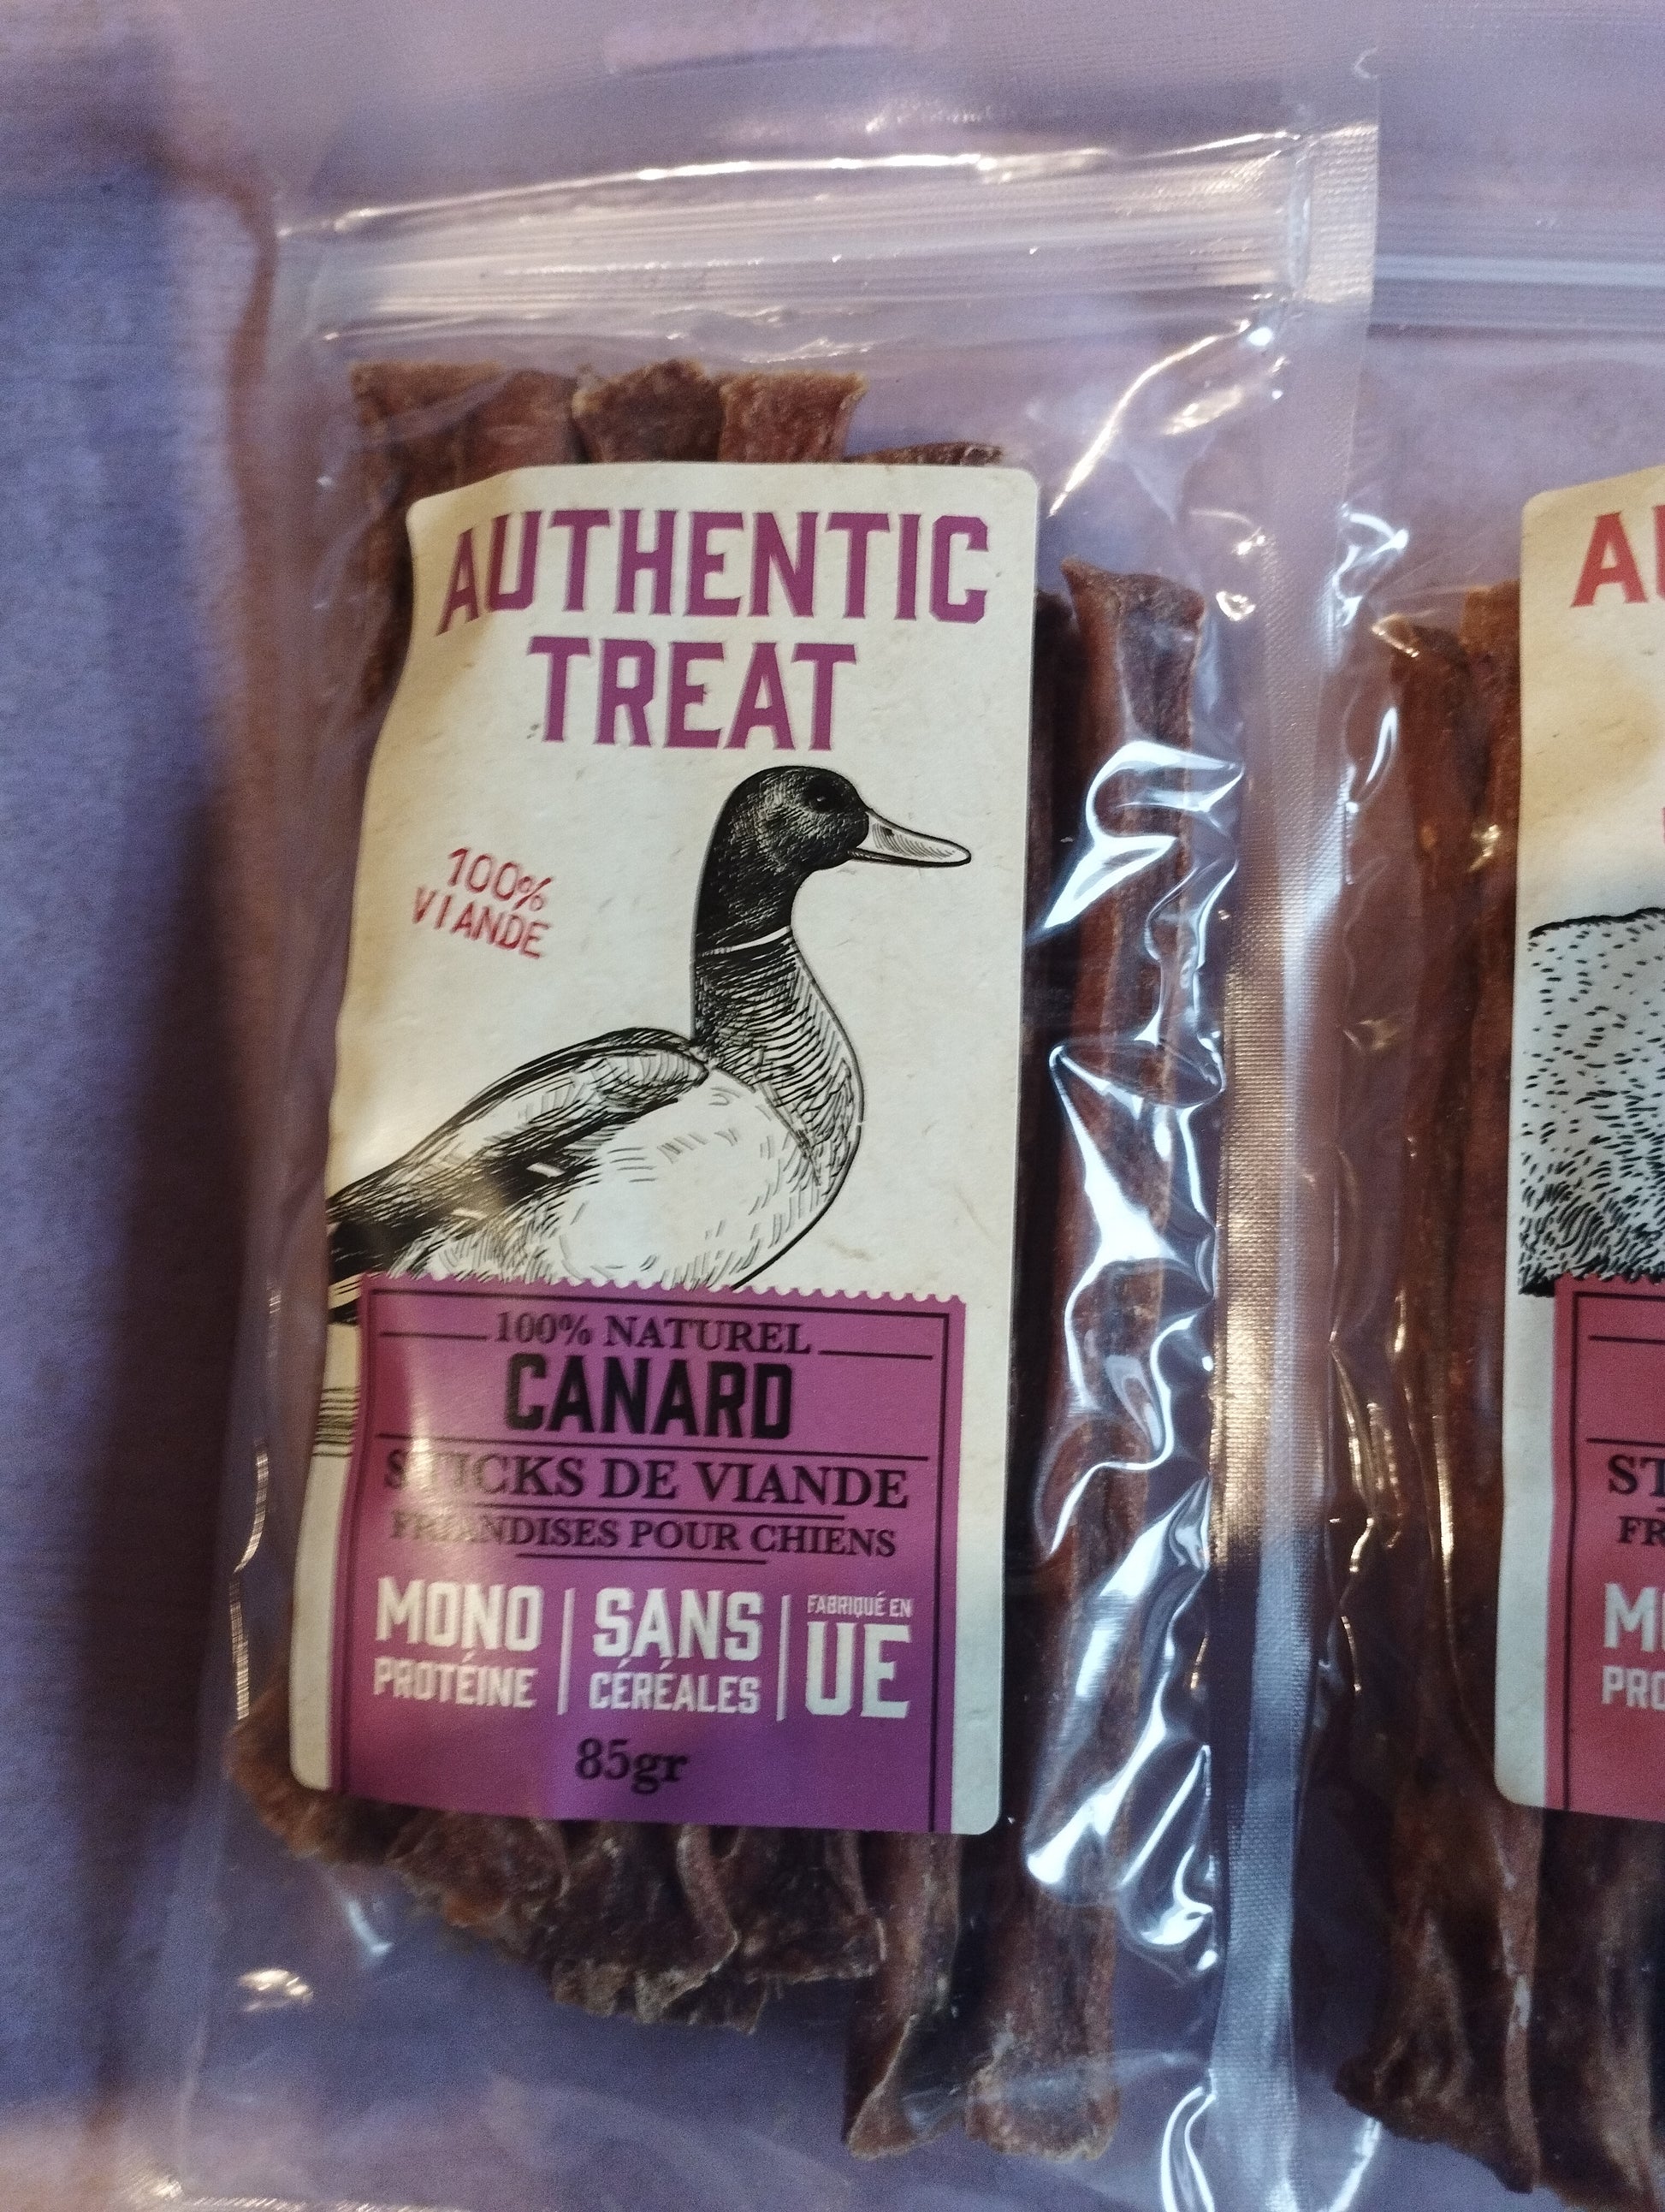 AUTHENTIC
TREAT
100%
VIANDE
100% NATUREL
CANARD
STICKS DE VIANDE
FRIANDISES POUR CHIENS
MONO
PROTÉINE
SANS
CÉRÉALES
FABRIQUÉ EN
UE
85gr